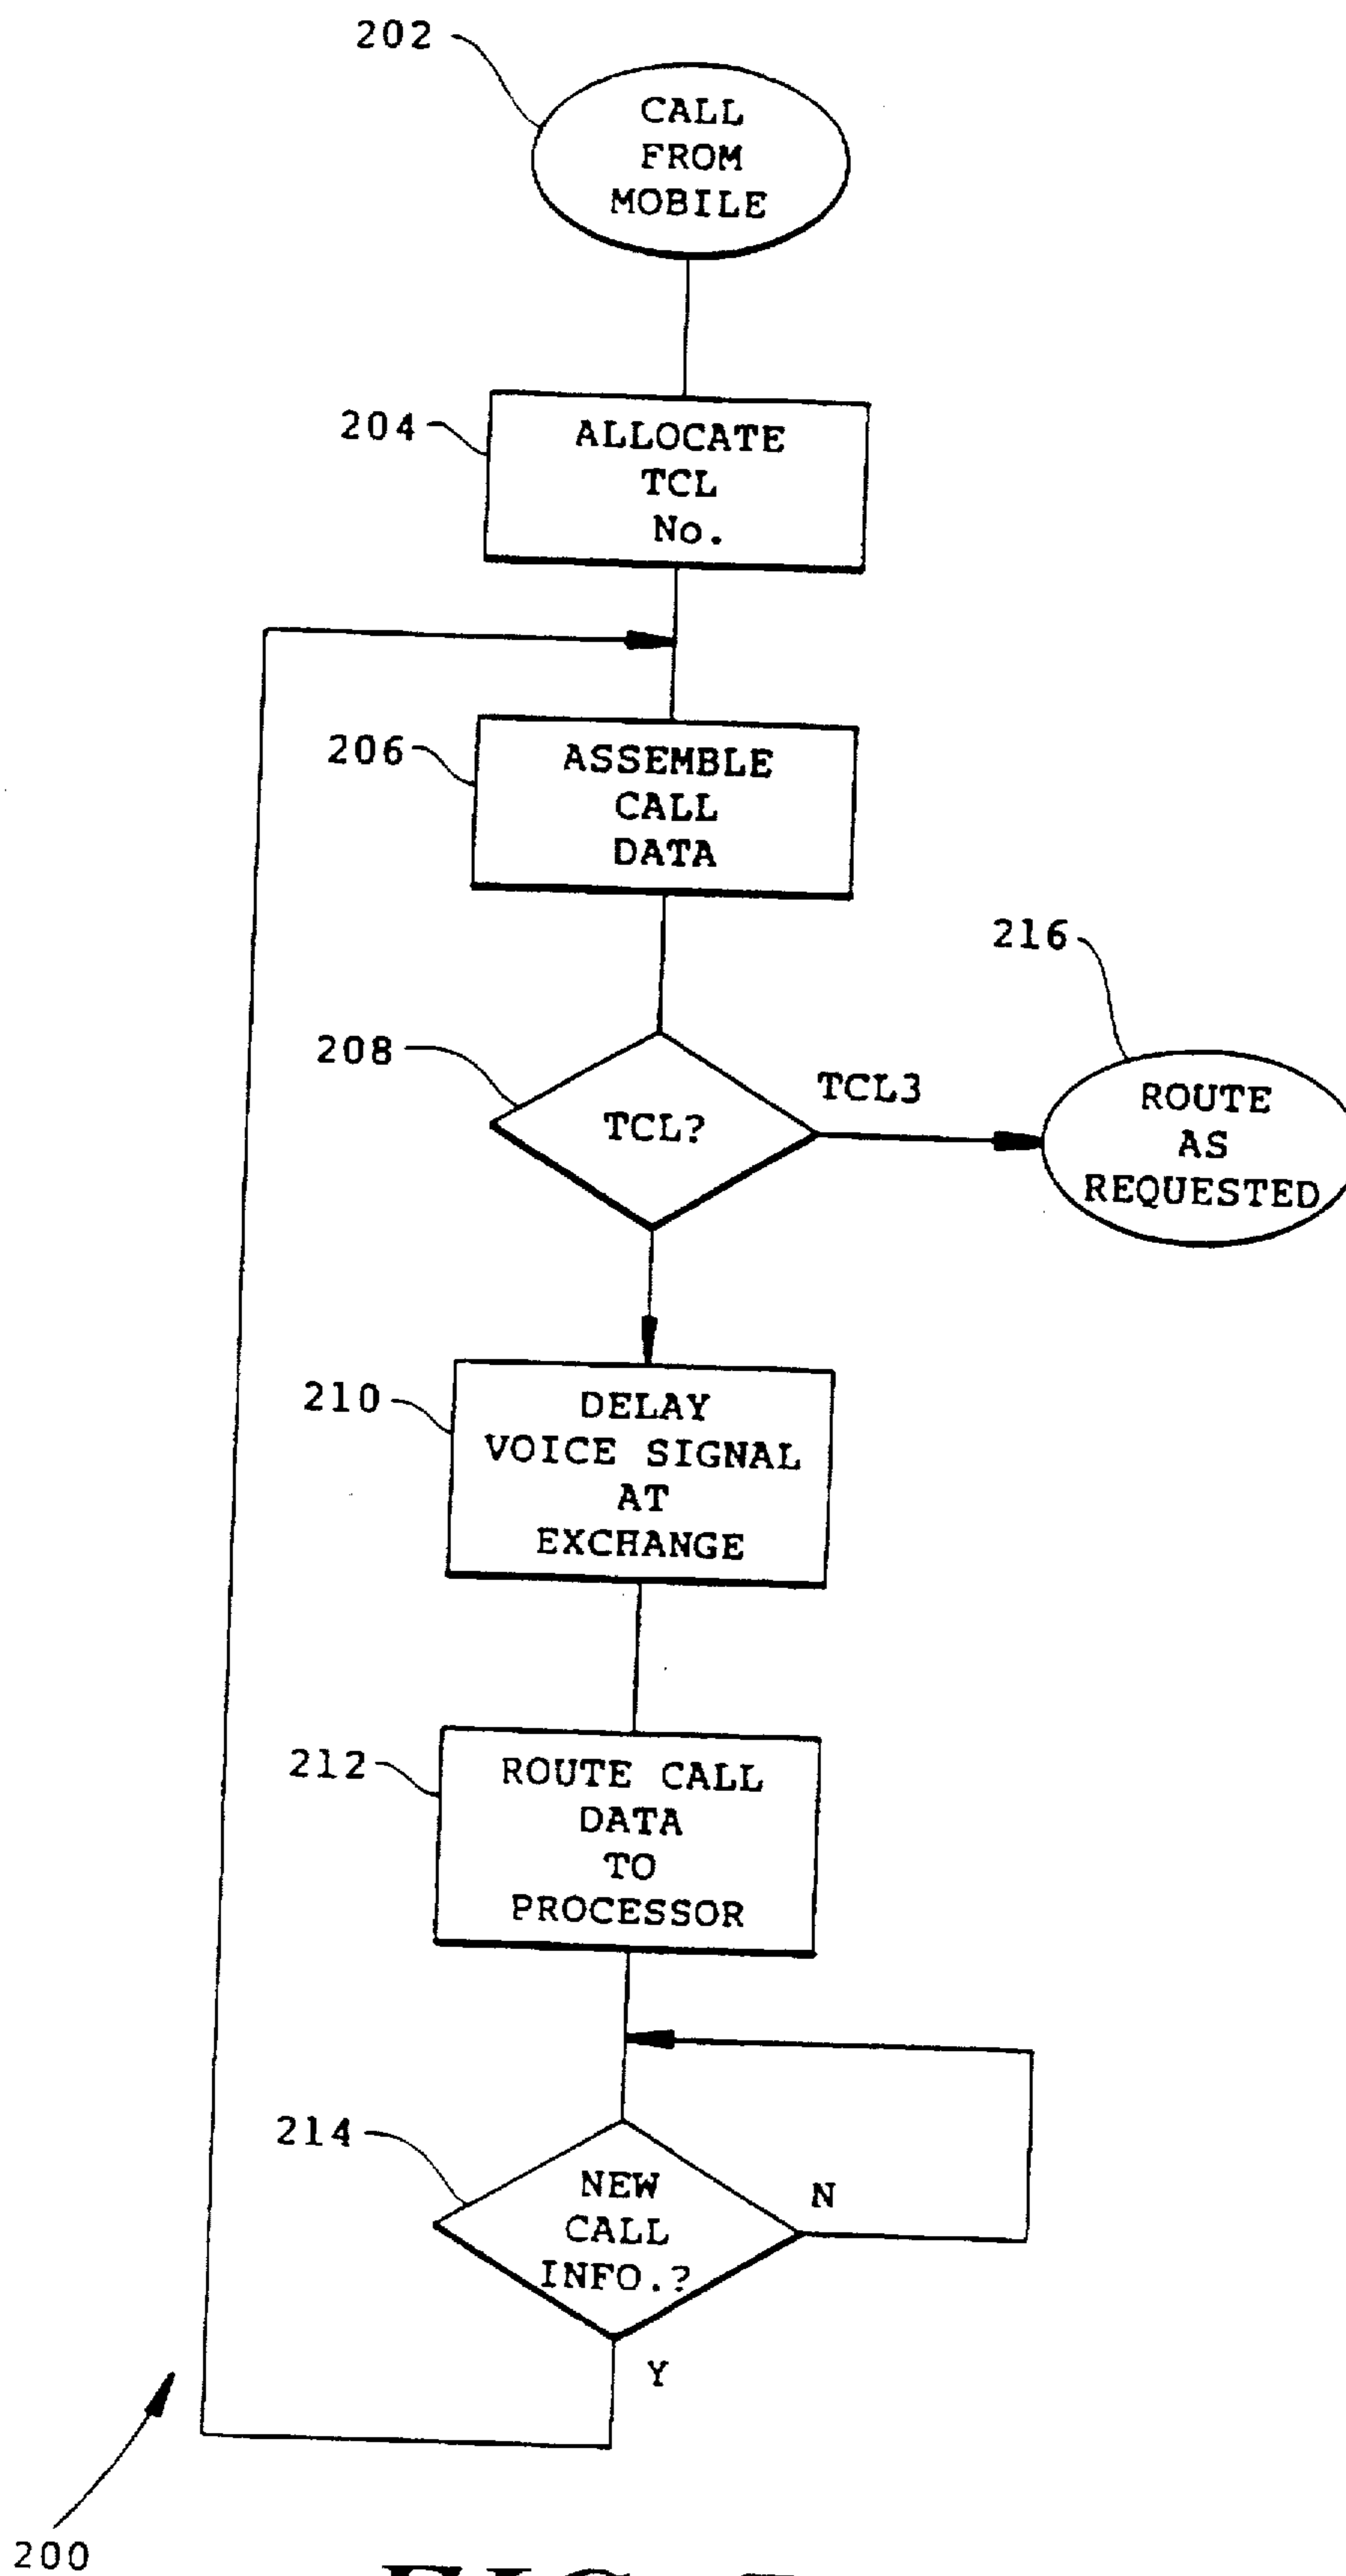 202
CALL
FROM
MOBILE
204
ALLOCATE
TCL
No.
206
ASSEMBLE
CALL
DATA
216
208
TCL?
TCL3
ROUTE
AS
REQUESTED
210
DELAY
VOICE SIGNAL
AT
EXCHANGE
212
ROUTE CALL
DATA
TO
PROCESSOR
214
NEW
CALL
INFO.?
N
Y
200